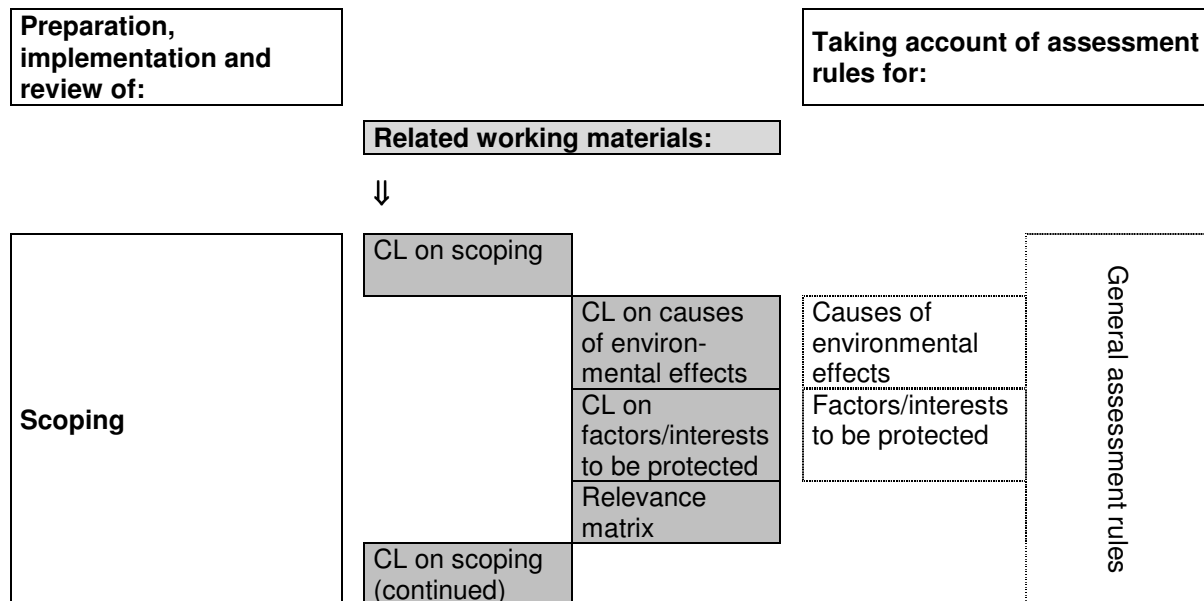 Preparation,
implementation and
review of:
Taking account of assessment
rules for:
Related working materials:
⇓
Scoping
CL on scoping
CL on causes
of environ-
mental effects
CL on
factors/interests
to be protected
Relevance
matrix
CL on scoping
(continued)
Causes of
environmental
effects
Factors/interests
to be protected
General assessment rules